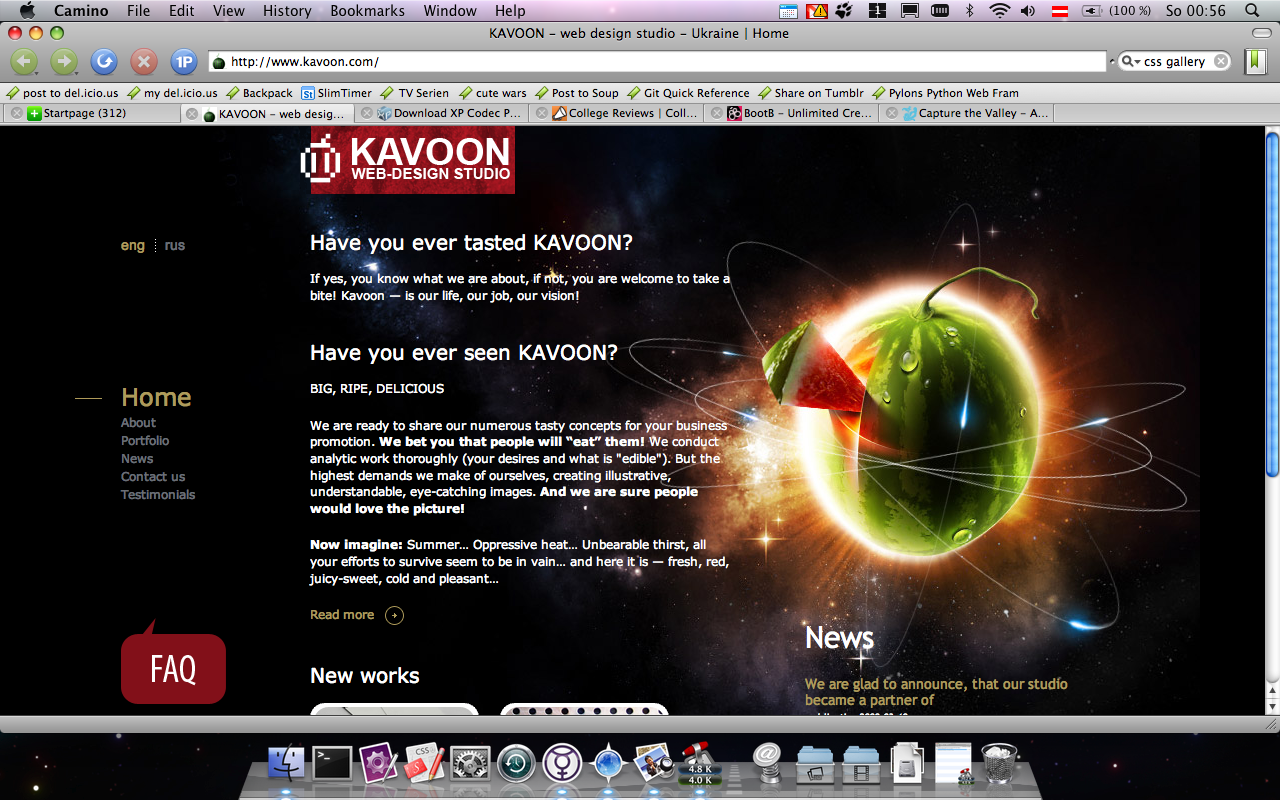 Camino File Edit View History Bookmarks Window Help
1
(100 %) So 00:56
KAVOON – web design studio – Ukraine | Home
1P
http://www.kavoon.com/
css gallery
post to del.icio.us my del.icio.us Backpack St SlimTimer TV Serien cute wars Post to Soup Git Quick Reference Share on Tumblr Pylons Python Web Fram
Startpage (312) KAVOON – web desig... Download XP Codec P... College Reviews | Coll... BootB – Unlimited Cre... Capture the Valley – A...
KAVOON
WEB-DESIGN STUDIO
eng rus
Home
About
Portfolio
News
Contact us
Testimonials
FAQ
Have you ever tasted KAVOON?
If yes, you know what we are about, if not, you are welcome to take a
bite! Kavoon — is our life, our job, our vision!
Have you ever seen KAVOON?
BIG, RIPE, DELICIOUS
We are ready to share our numerous tasty concepts for your business
promotion. We bet you that people will “eat” them! We conduct
analytic work thoroughly (your desires and what is "edible"). But the
highest demands we make of ourselves, creating illustrative,
understandable, eye-catching images. And we are sure people
would love the picture!
Now imagine: Summer... Oppressive heat... Unbearable thirst, all
your efforts to survive seem to be in vain... and here it is — fresh, red,
juicy-sweet, cold and pleasant...
Read more
New works
News
We are glad to announce, that our studio
became a partner of
CSS
4.8 K
4.0 K